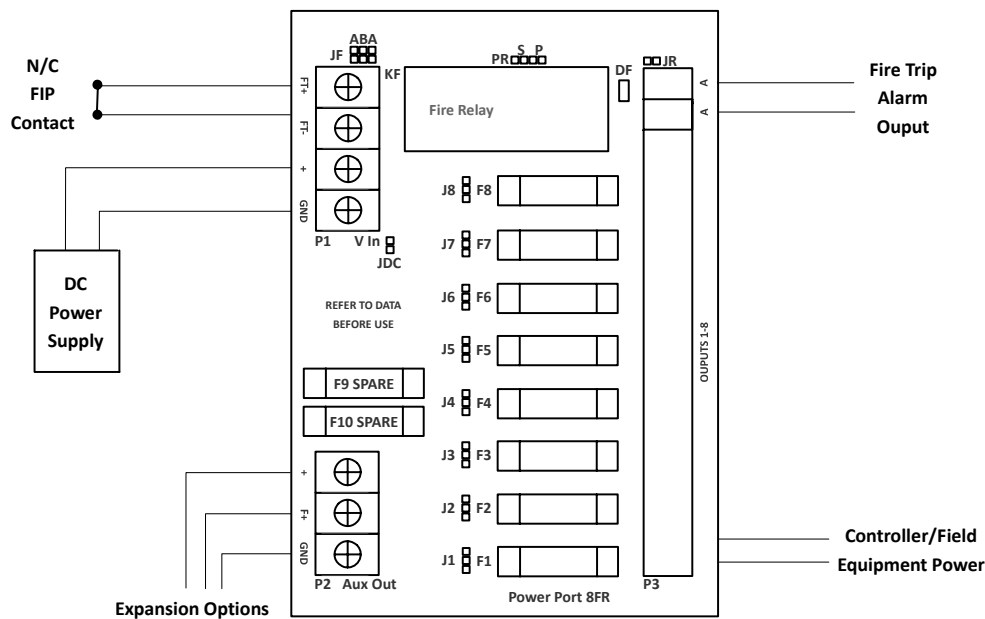 ABA
JF
KF
S P
PR
DF
JR
N/C
FIP
Contact
FT+
FT-
+
GND
Fire Relay
A
A
Fire Trip
Alarm
Ouput
P1 V In
JDC
DC
Power
Supply
REFER TO DATA
BEFORE USE
J8 F8
J7 F7
J6 F6
J5 F5
J4 F4
J3 F3
J2 F2
J1 F1
OUPUTS 1-8
F9 SPARE
F10 SPARE
+
F+
GND
P2 Aux Out
Expansion Options
Power Port 8FR
P3
Controller/Field
Equipment Power